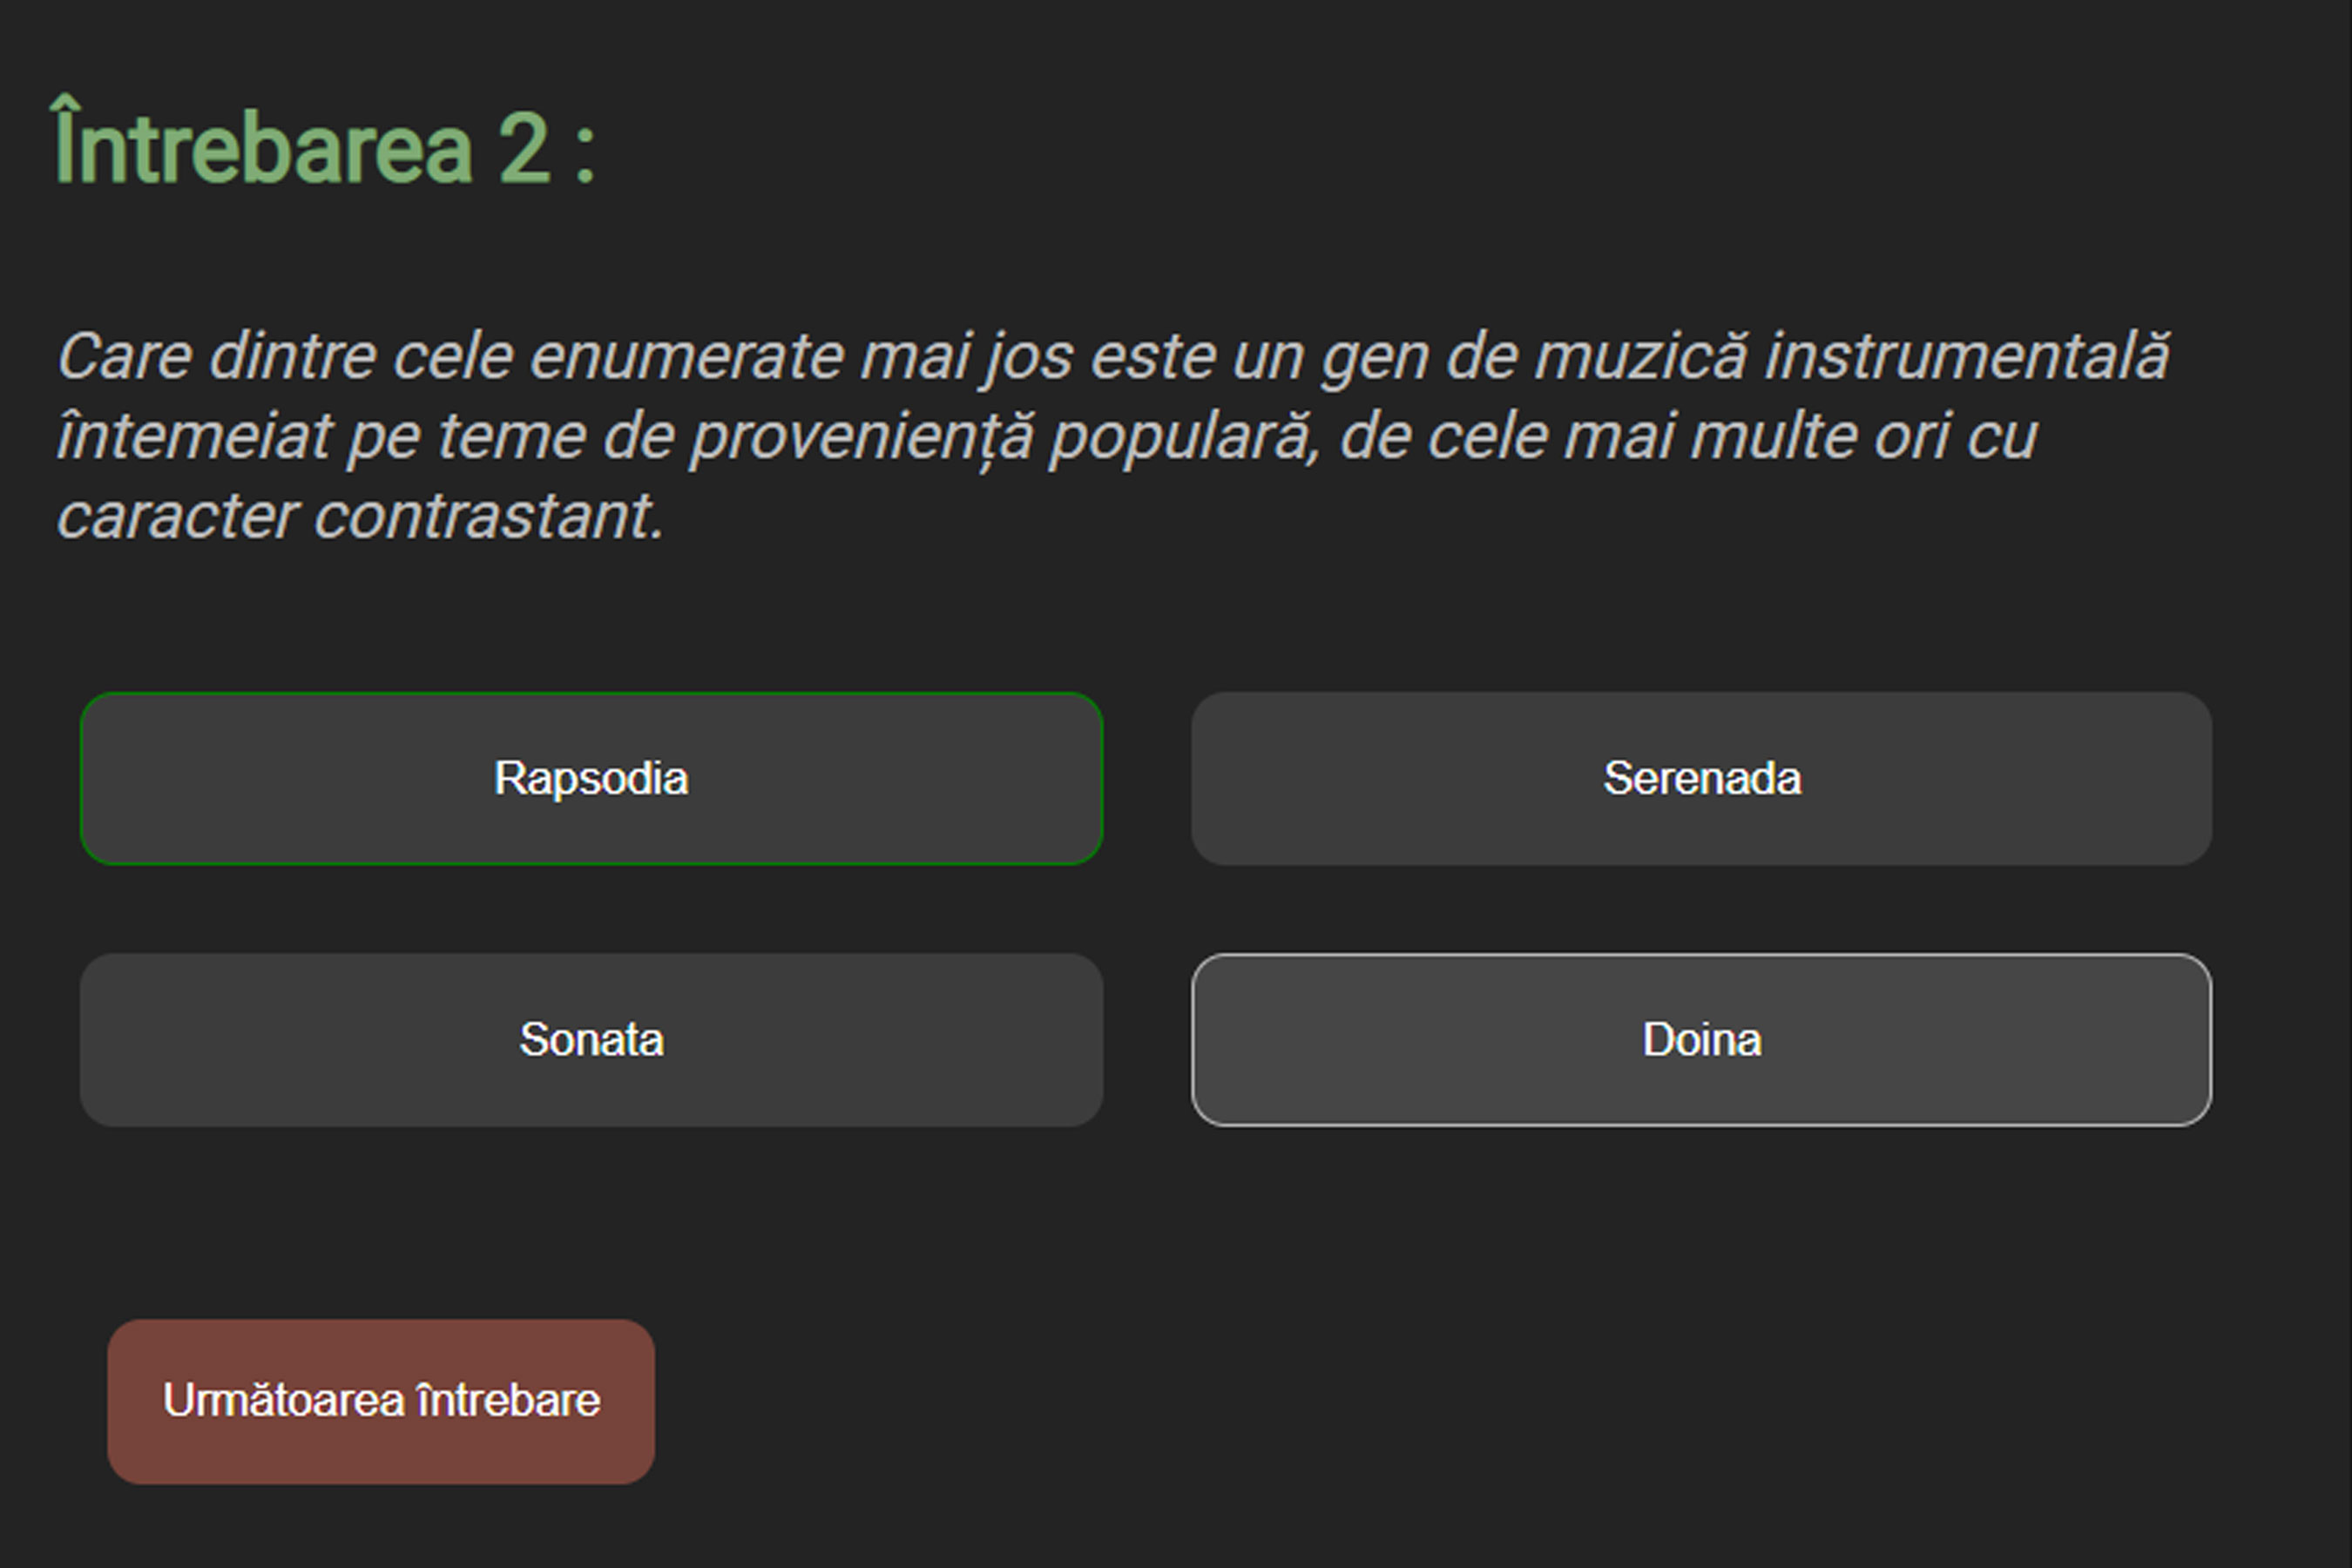 Întrebarea 2 :
Care dintre cele enumerate mai jos este un gen de muzică instrumentală
întemeiat pe teme de proveniență populară, de cele mai multe ori cu
caracter contrastant.
Rapsodia
Serenada
Sonata
Doina
Următoarea întrebare